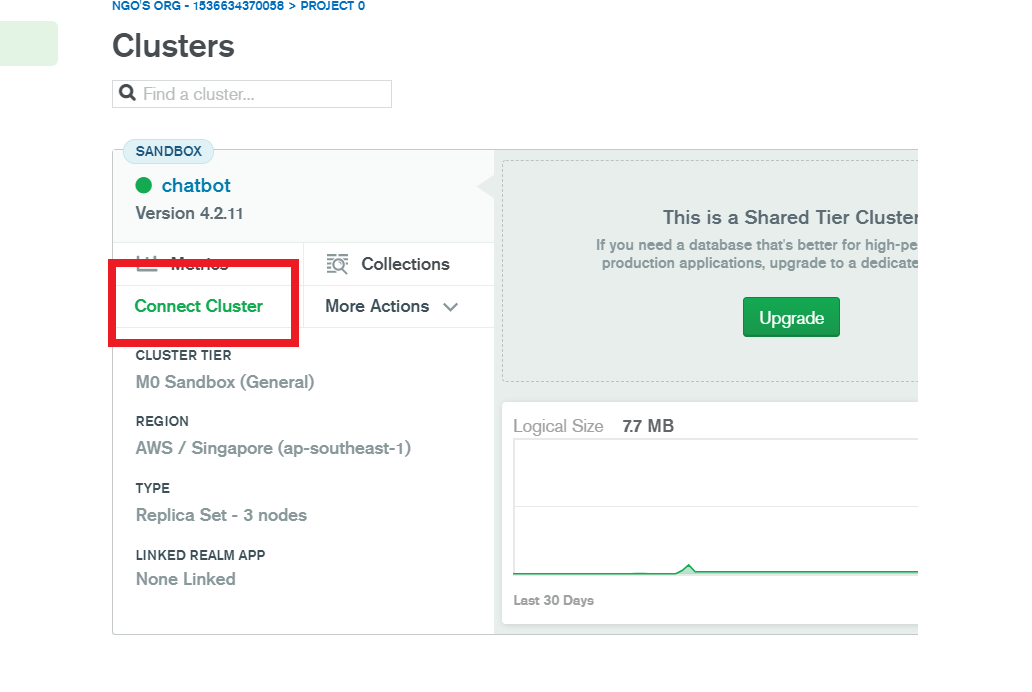 NGO'S ORG - 1536634370058 > PROJECT 0
Clusters
Find a cluster...
SANDBOX
chatbot
Version 4.2.11
Metrics
Collections
Connect Cluster
More Actions
CLUSTER TIER
M0 Sandbox (General)
REGION
AWS / Singapore (ap-southeast-1)
TYPE
Replica Set - 3 nodes
LINKED REALM APP
None Linked
This is a Shared Tier Cluster
If you need a database that's better for high-pe
production applications, upgrade to a dedicate
Upgrade
Logical Size 7.7 MB
Last 30 Days